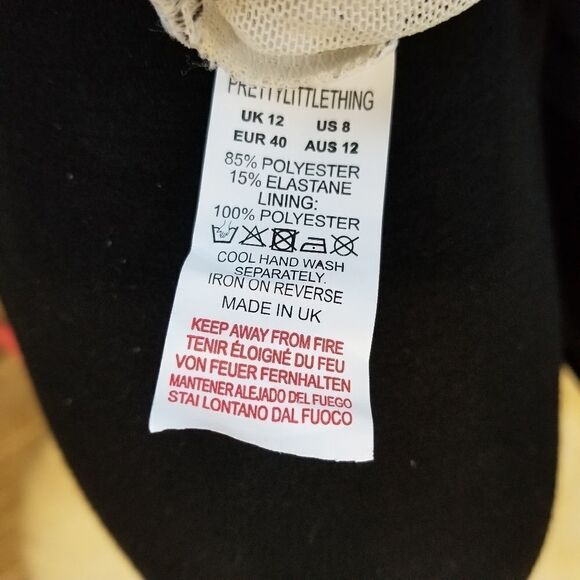 PRETTYLITTLETHING
UK 12 US 8
EUR 40 AUS 12
85% POLYESTER
15% ELASTANE
LINING:
100% POLYESTER
COOL HAND WASH
SEPARATELY.
IRON ON REVERSE
MADE IN UK
KEEP AWAY FROM FIRE
TENIR ÉLOIGNÉ DU FEU
VON FEUER FERNHALTEN
MANTENER ALEJADO DEL FUEGO
STAI LONTANO DAL FUOCO